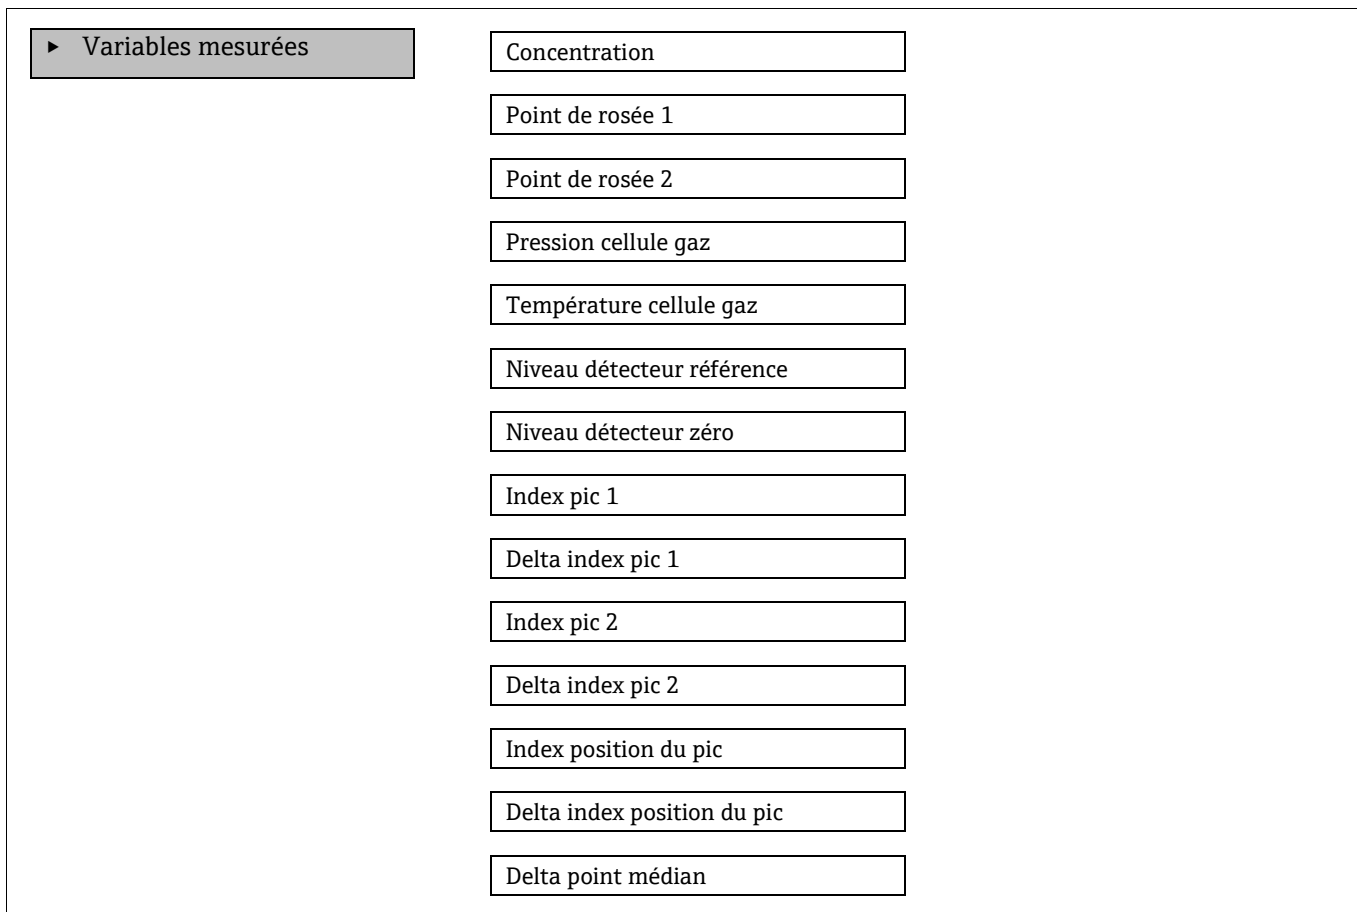 ▸ Variables mesurées
Concentration
Point de rosée 1
Point de rosée 2
Pression cellule gaz
Température cellule gaz
Niveau détecteur référence
Niveau détecteur zéro
Index pic 1
Delta index pic 1
Index pic 2
Delta index pic 2
Index position du pic
Delta index position du pic
Delta point médian